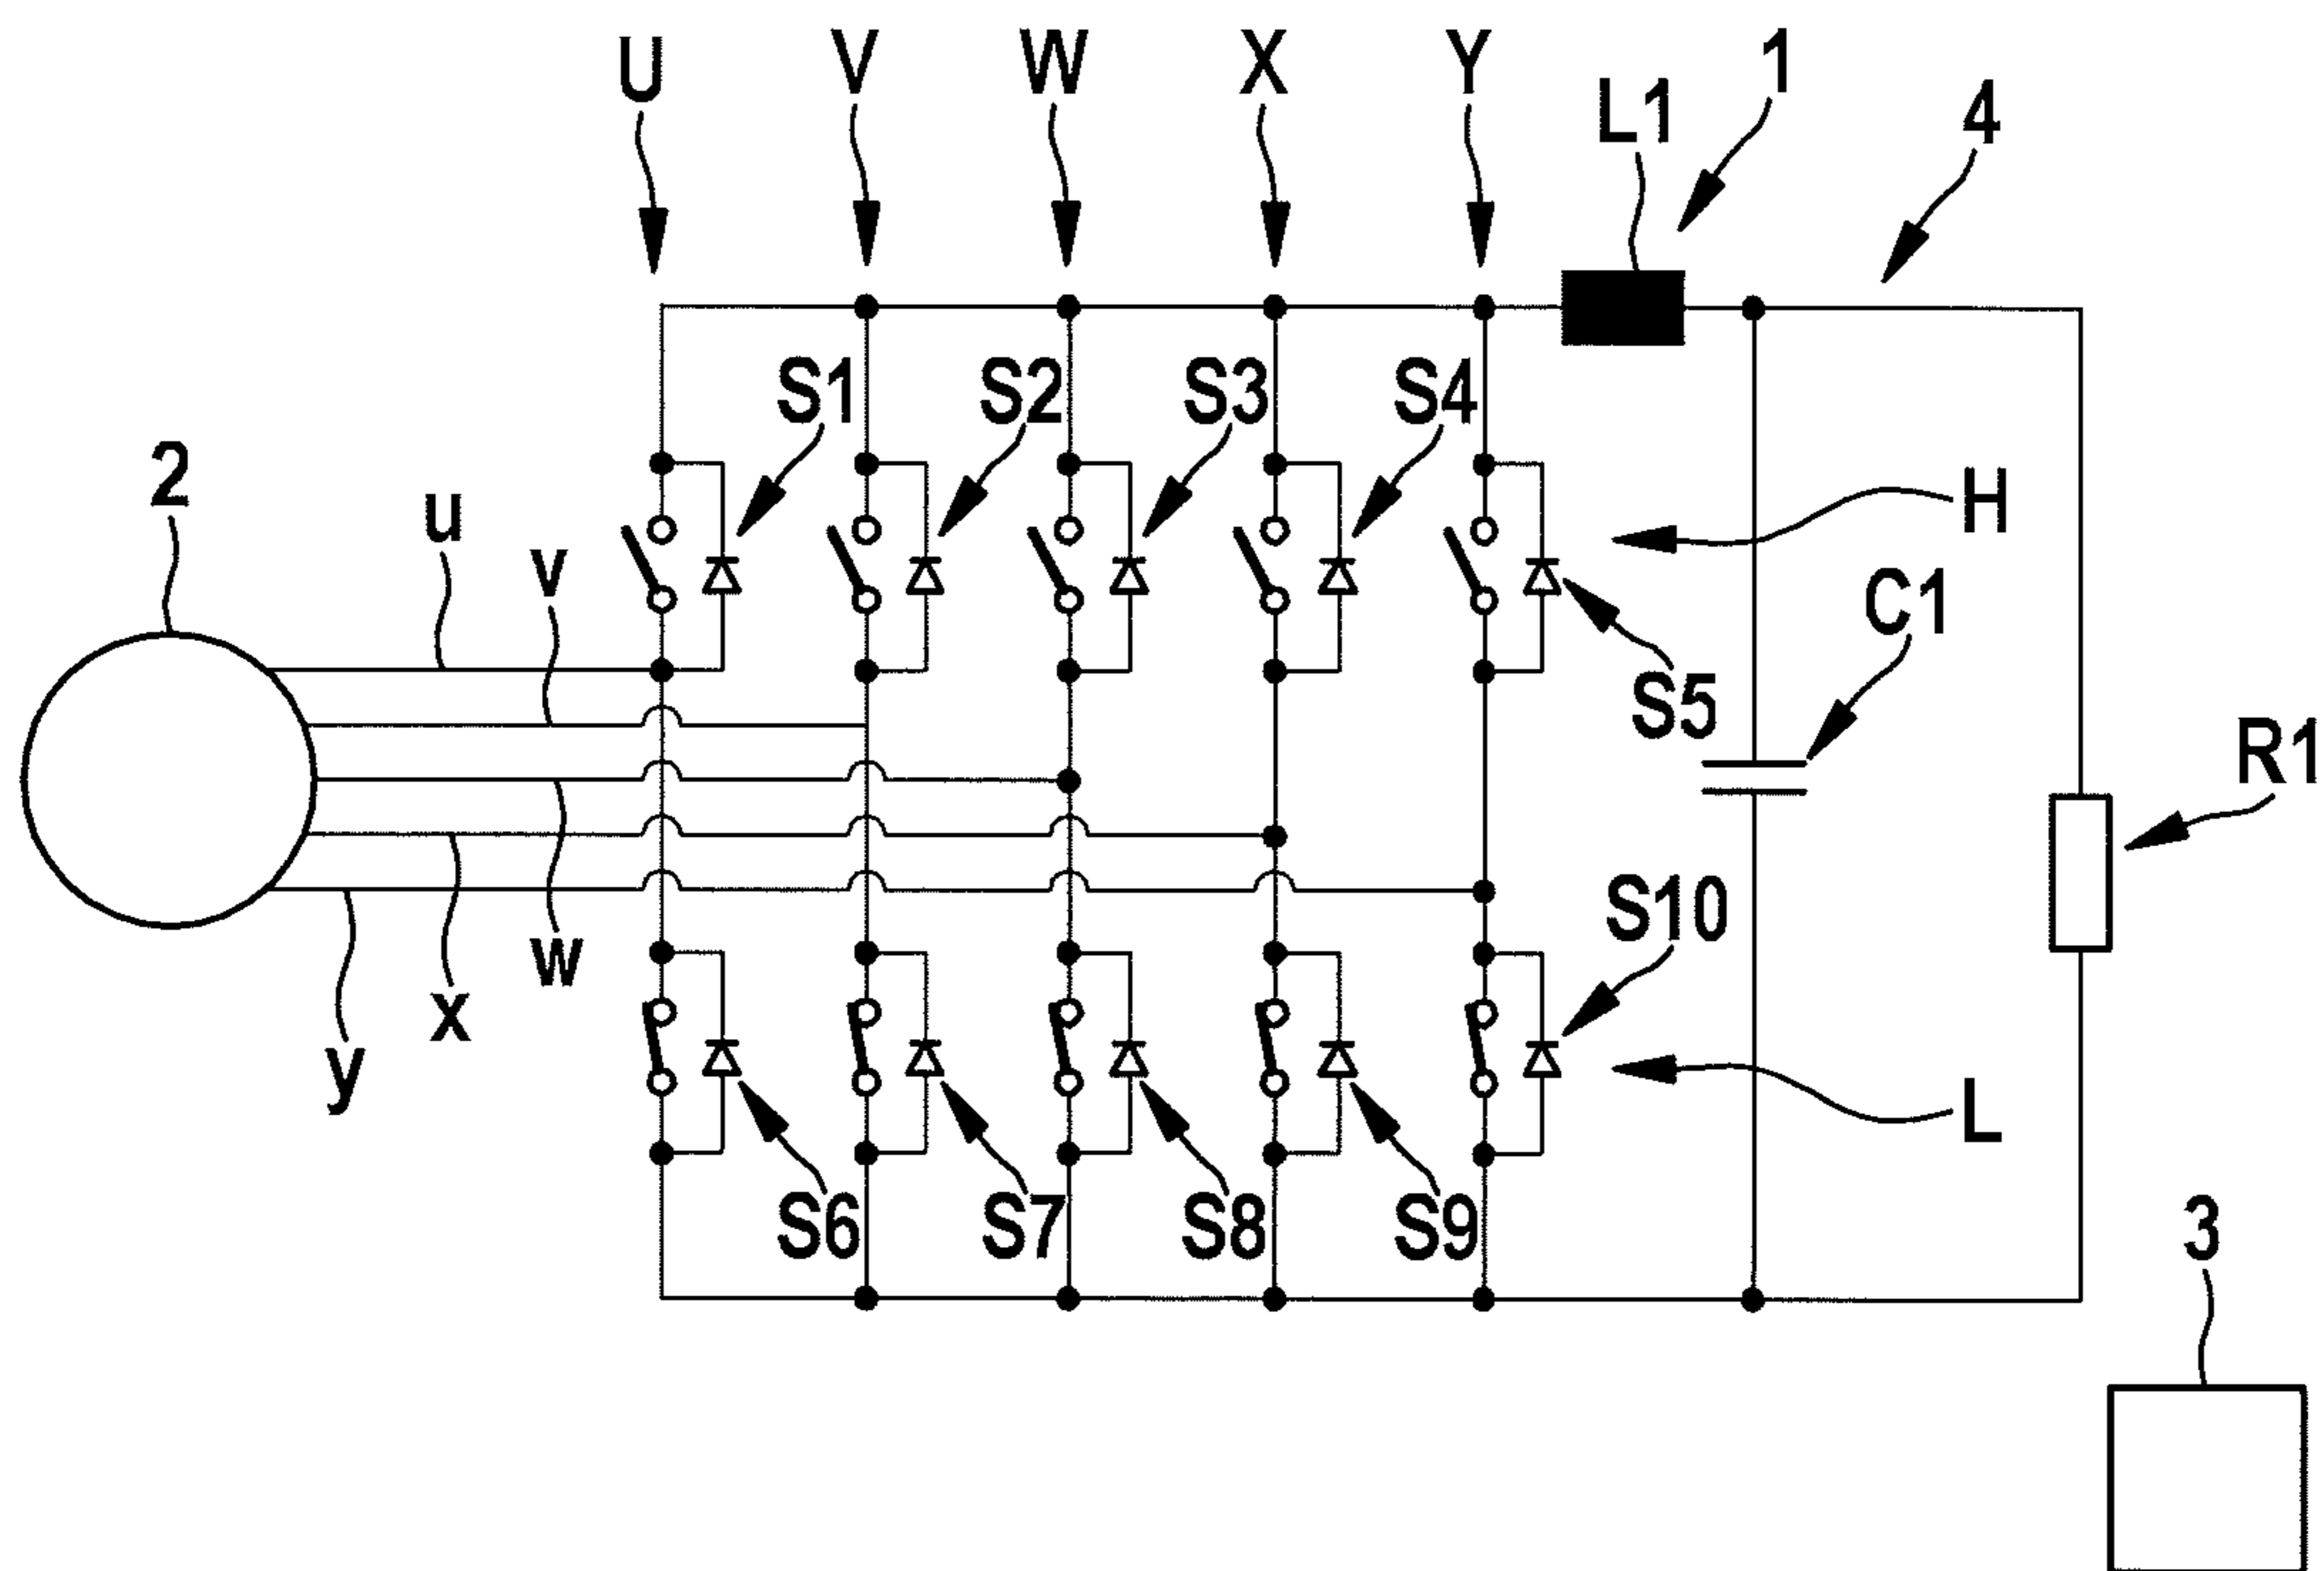 U V W X Y 1
L1 4
S1 S2 S3 S4
2 u H
v C1
S5 R1
S10
w
x
y L
S6 S7 S8 S9 3